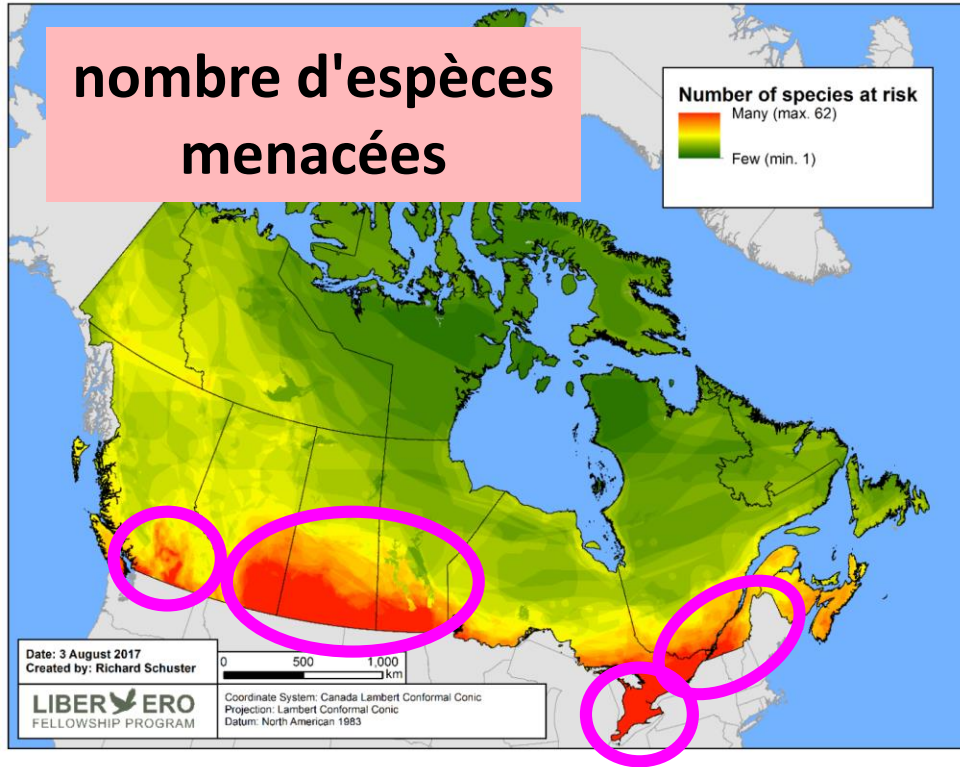 nombre d'espèces
menacées
Number of species at risk
Many (max. 62)
Few (min. 1)
Date: 3 August 2017
Created by: Richard Schuster
0 500 1,000
km
LIBER ERO
FELLOWSHIP PROGRAM
Coordinate System: Canada Lambert Conformal Conic
Projection: Lambert Conformal Conic
Datum: North American 1983